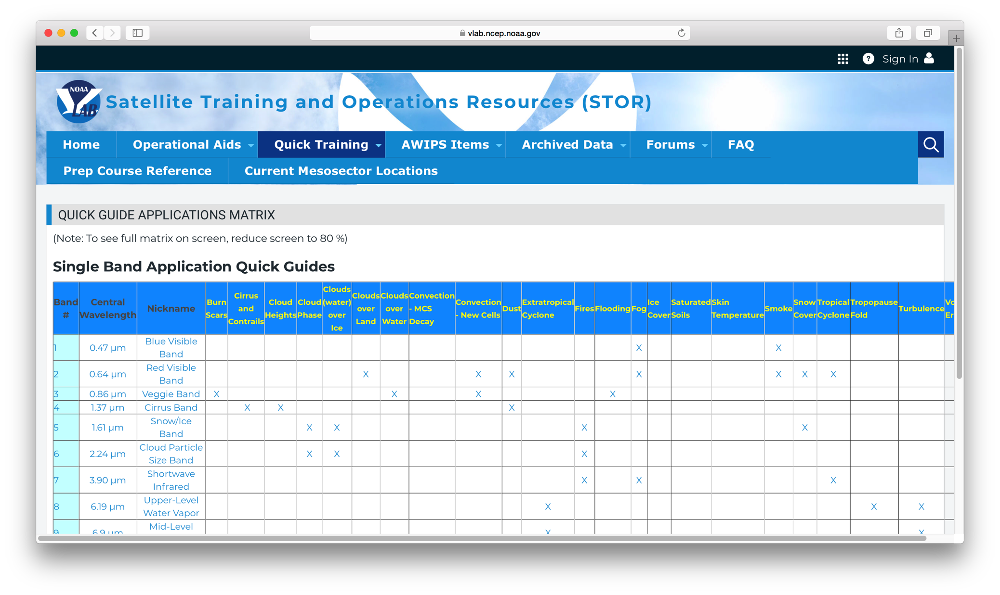 vlab.ncep.noaa.gov
Sign In
NOAA
LAB
Satellite Training and Operations Resources (STOR)
Home Operational Aids Quick Training AWIPS Items Archived Data Forums FAQ
Prep Course Reference Current Mesosector Locations
QUICK GUIDE APPLICATIONS MATRIX
(Note: To see full matrix on screen, reduce screen to 80 %)
Single Band Application Quick Guides
Band #
Central Wavelength
Nickname
Burn Scars
Cirrus and Contrails
Cloud Heights
Cloud Phase
Clouds (water) over Ice
Clouds over Land
Clouds over Water
Convection - MCS Decay
Convection - New Cells
Dust
Extratropical Cyclone
Fires
Flooding
Fog
Ice Cover
Saturated Soils
Skin Temperature
Smoke
Snow Cover
Tropical Cyclone
Tropopause Fold
Turbulence
Vo
Er
1 0.47 µm Blue Visible Band X X
2 0.64 µm Red Visible Band X X X X X X X
3 0.86 µm Veggie Band X X X X
4 1.37 µm Cirrus Band X X X
5 1.61 µm Snow/Ice Band X X X X
6 2.24 µm Cloud Particle Size Band X X X
7 3.90 µm Shortwave Infrared X X X
8 6.19 µm Upper-Level Water Vapor X X X
9 6.9 µm Mid-Level X X